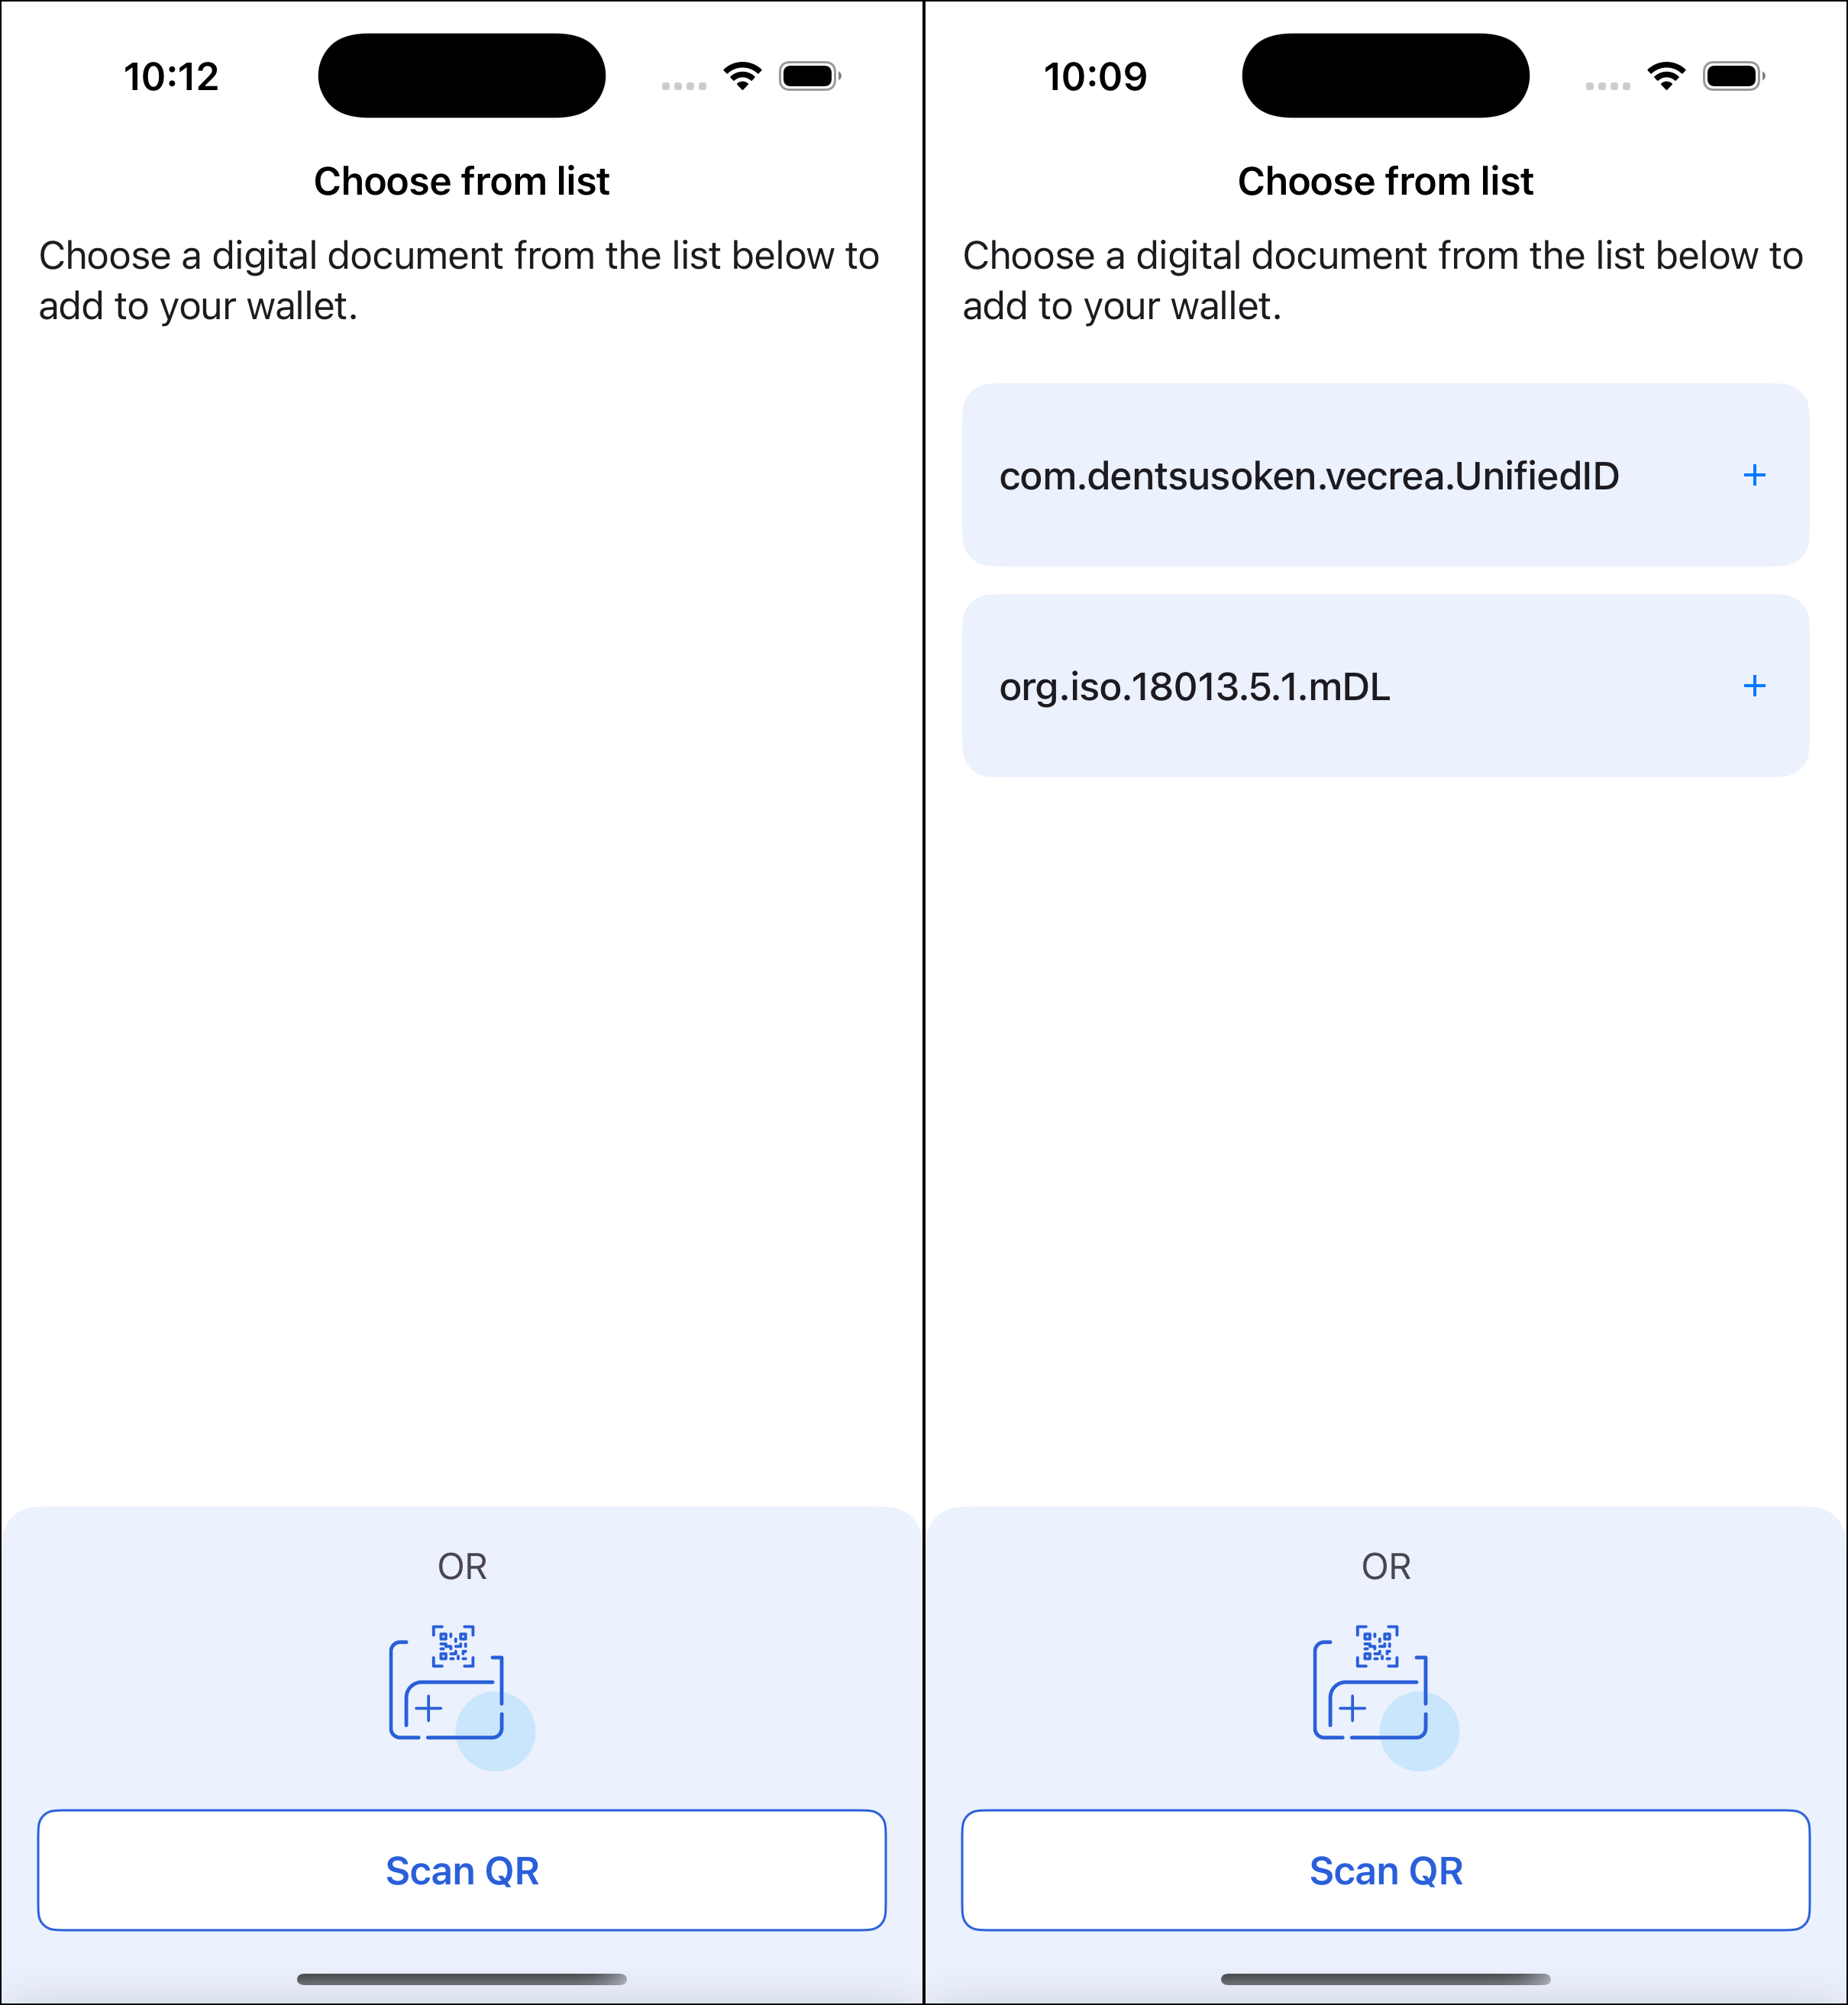 10:12
Choose from list
Choose a digital document from the list below to
add to your wallet.
OR
Scan QR
10:09
Choose from list
Choose a digital document from the list below to
add to your wallet.
com.dentsusoken.vecrea.UnifiedID +
org.iso.18013.5.1.mDL +
OR
Scan QR